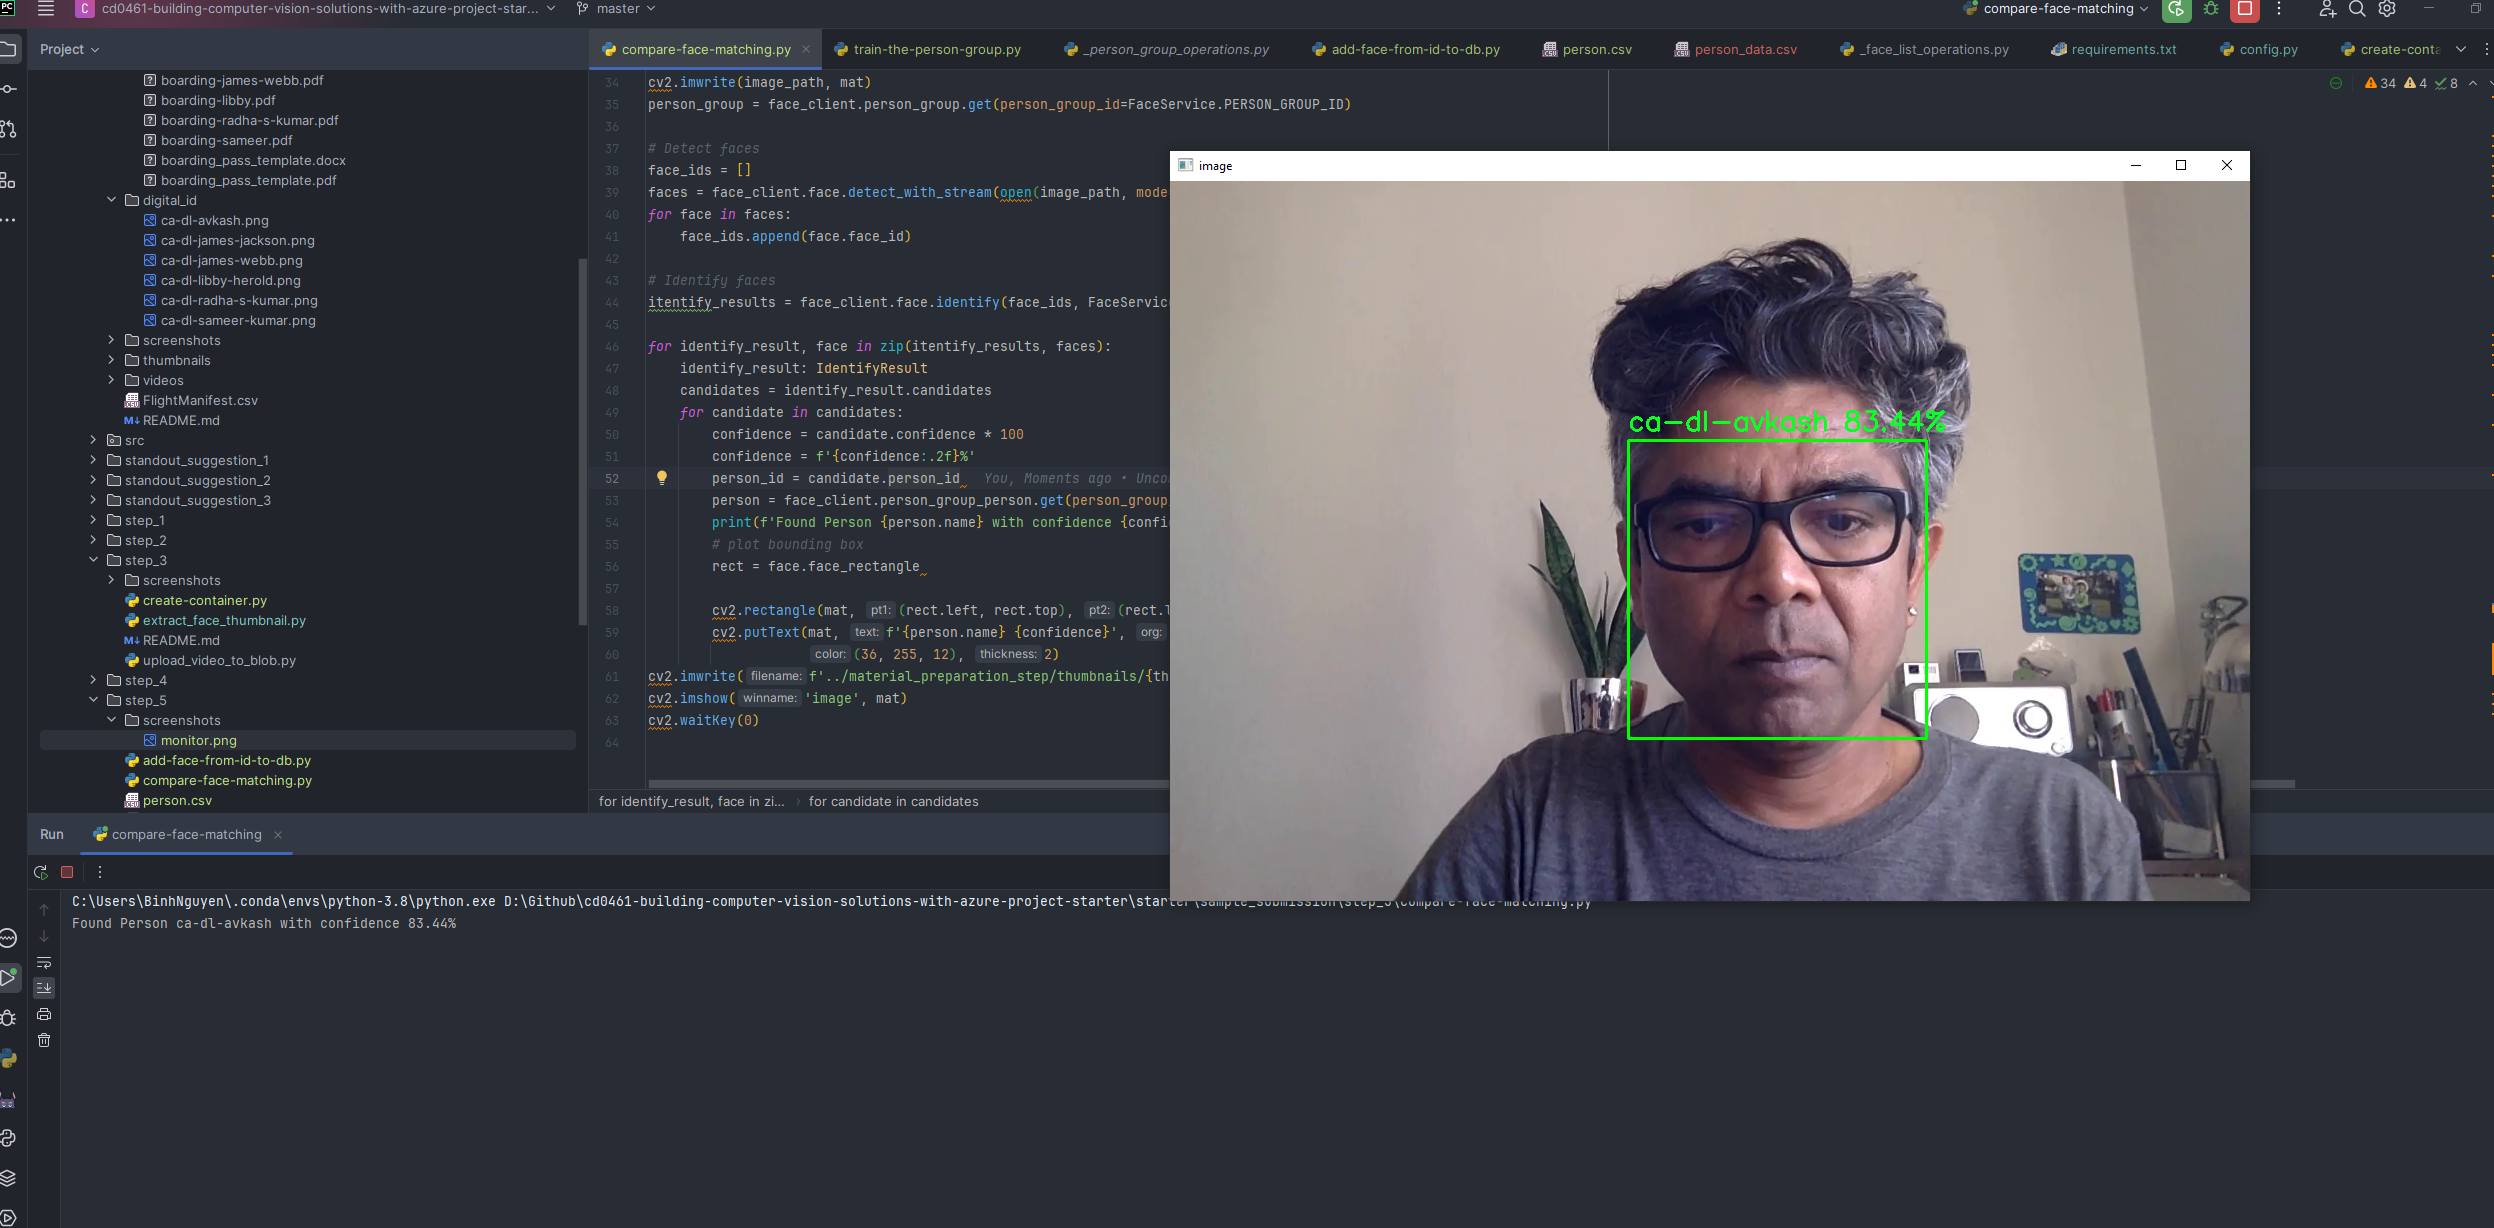 PC
C cd0461-building-computer-vision-solutions-with-azure-project-star... master compare-face-matching
Project
compare-face-matching.py train-the-person-group.py _person_group_operations.py add-face-from-id-to-db.py person.csv person_data.csv _face_list_operations.py requirements.txt config.py create-conta
boarding-james-webb.pdf
boarding-libby.pdf
boarding-radha-s-kumar.pdf
boarding-sameer.pdf
boarding_pass_template.docx
boarding_pass_template.pdf
digital_id
ca-dl-avkash.png
ca-dl-james-jackson.png
ca-dl-james-webb.png
ca-dl-libby-herold.png
ca-dl-radha-s-kumar.png
ca-dl-sameer-kumar.png
screenshots
thumbnails
videos
FlightManifest.csv
M↓ README.md
src
standout_suggestion_1
standout_suggestion_2
standout_suggestion_3
step_1
step_2
step_3
screenshots
create-container.py
extract_face_thumbnail.py
M↓ README.md
upload_video_to_blob.py
step_4
step_5
screenshots
monitor.png
add-face-from-id-to-db.py
compare-face-matching.py
person.csv
34 4 8
34 cv2.imwrite(image_path, mat)
35 person_group = face_client.person_group.get(person_group_id=FaceService.PERSON_GROUP_ID)
36
37 # Detect faces
38 face_ids = []
39 faces = face_client.face.detect_with_stream(open(image_path, mode
40 for face in faces:
41 face_ids.append(face.face_id)
42
43 # Identify faces
44 itentify_results = face_client.face.identify(face_ids, FaceServic
45
46 for identify_result, face in zip(itentify_results, faces):
47 identify_result: IdentifyResult
48 candidates = identify_result.candidates
49 for candidate in candidates:
50 confidence = candidate.confidence * 100
51 confidence = f'{confidence:.2f}%'
52 person_id = candidate.person_id You, Moments ago • Unco
53 person = face_client.person_group_person.get(person_group
54 print(f'Found Person {person.name} with confidence {confi
55 # plot bounding box
56 rect = face.face_rectangle
57
58 cv2.rectangle(mat, pt1: (rect.left, rect.top), pt2: (rect.l
59 cv2.putText(mat, text: f'{person.name} {confidence}', org:
60 color: (36, 255, 12), thickness: 2)
61 cv2.imwrite( filename: f'../material_preparation_step/thumbnails/{th
62 cv2.imshow( winname: 'image', mat)
63 cv2.waitKey(0)
64
for identify_result, face in zi... › for candidate in candidates
image
ca-dl-avkash 83.44%
Run compare-face-matching
C:\Users\BinhNguyen\.conda\envs\python-3.8\python.exe D:\Github\cd0461-building-computer-vision-solutions-with-azure-project-starter\starter\sample_submission\step_5\compare-face-matching.py
Found Person ca-dl-avkash with confidence 83.44%